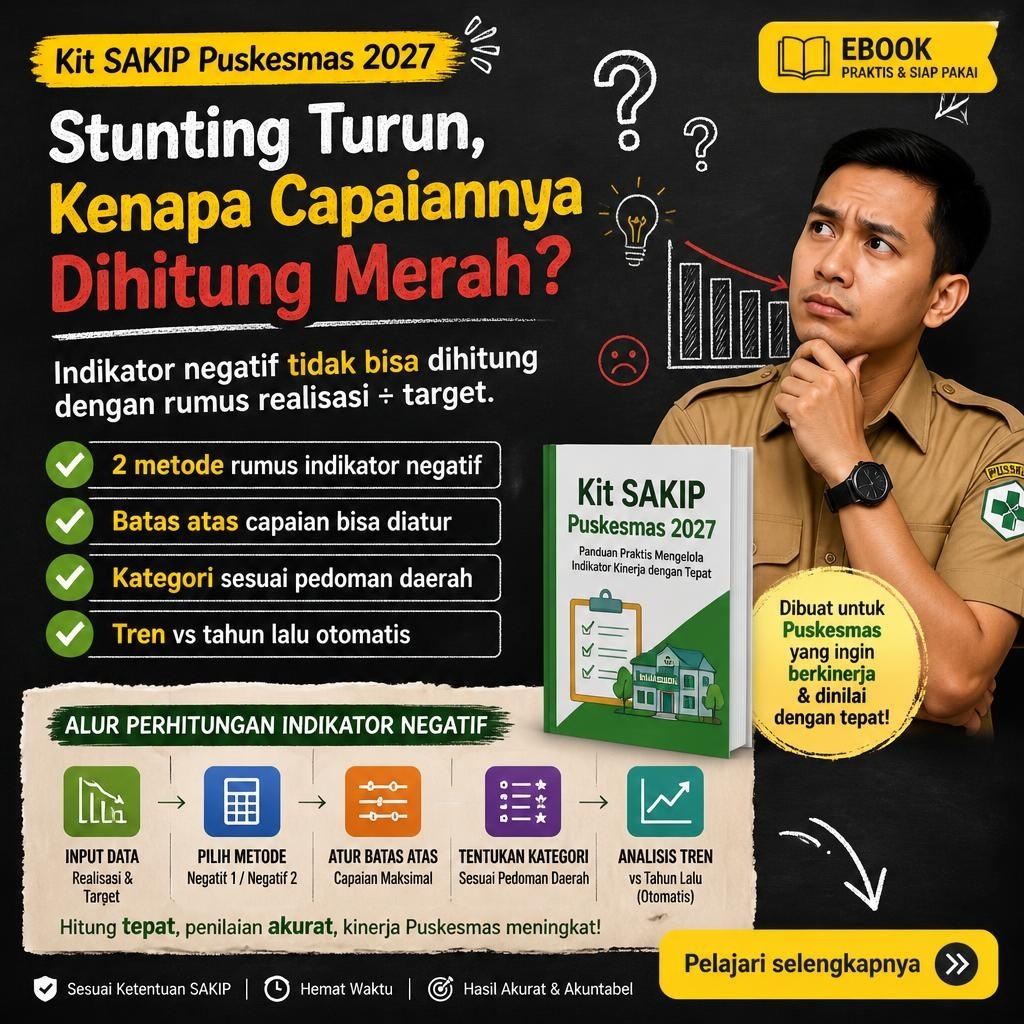 Kit SAKIP Puskesmas 2027
EBOOK
PRAKTIS & SIAP PAKAI
Stunting Turun,
Kenapa Capaiannya
Dihitung Merah?
Indikator negatif tidak bisa dihitung
dengan rumus realisasi ÷ target.
2 metode rumus indikator negatif
Batas atas capaian bisa diatur
Kategori sesuai pedoman daerah
Tren vs tahun lalu otomatis
Kit SAKIP
Puskesmas 2027
Panduan Praktis Mengelola
Indikator Kinerja dengan Tepat
Dibuat untuk
Puskesmas
yang ingin
berkinerja
& dinilai
dengan tepat!
ALUR PERHITUNGAN INDIKATOR NEGATIF
INPUT DATA
Realisasi &
Target
PILIH METODE
Negatif 1 / Negatif 2
ATUR BATAS ATAS
Capaian Maksimal
TENTUKAN KATEGORI
Sesuai Pedoman Daerah
ANALISIS TREN
vs Tahun Lalu
(Otomatis)
Hitung tepat, penilaian akurat, kinerja Puskesmas meningkat!
Pelajari selengkapnya
Sesuai Ketentuan SAKIP
Hemat Waktu
Hasil Akurat & Akuntabel